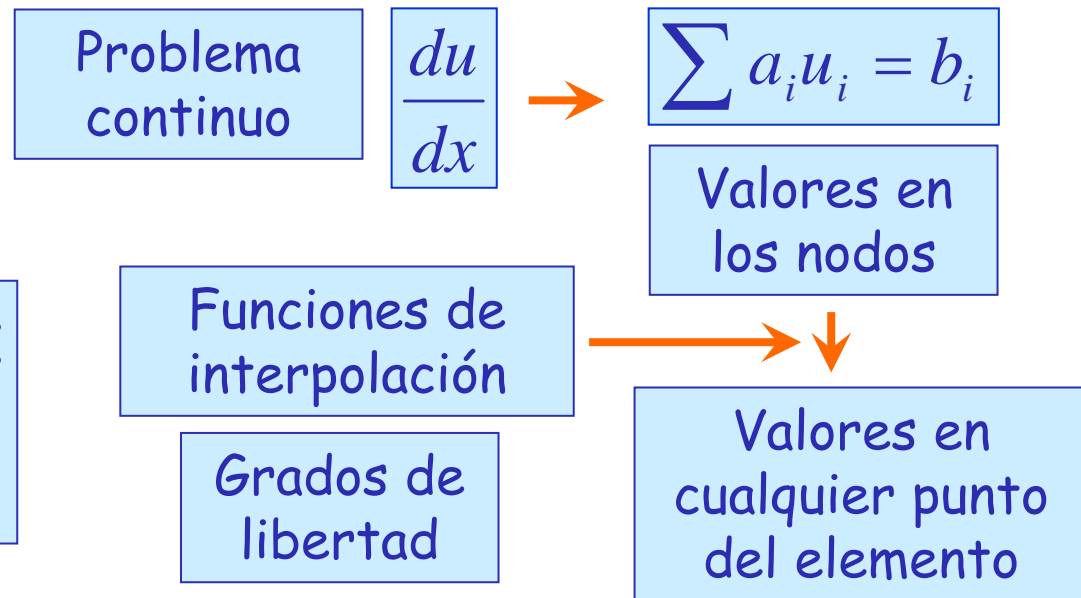 Problema
continuo
du
dx
∑ aᵢuᵢ = bᵢ
Valores en
los nodos
Funciones de
interpolación
Grados de
libertad
Valores en
cualquier punto
del elemento